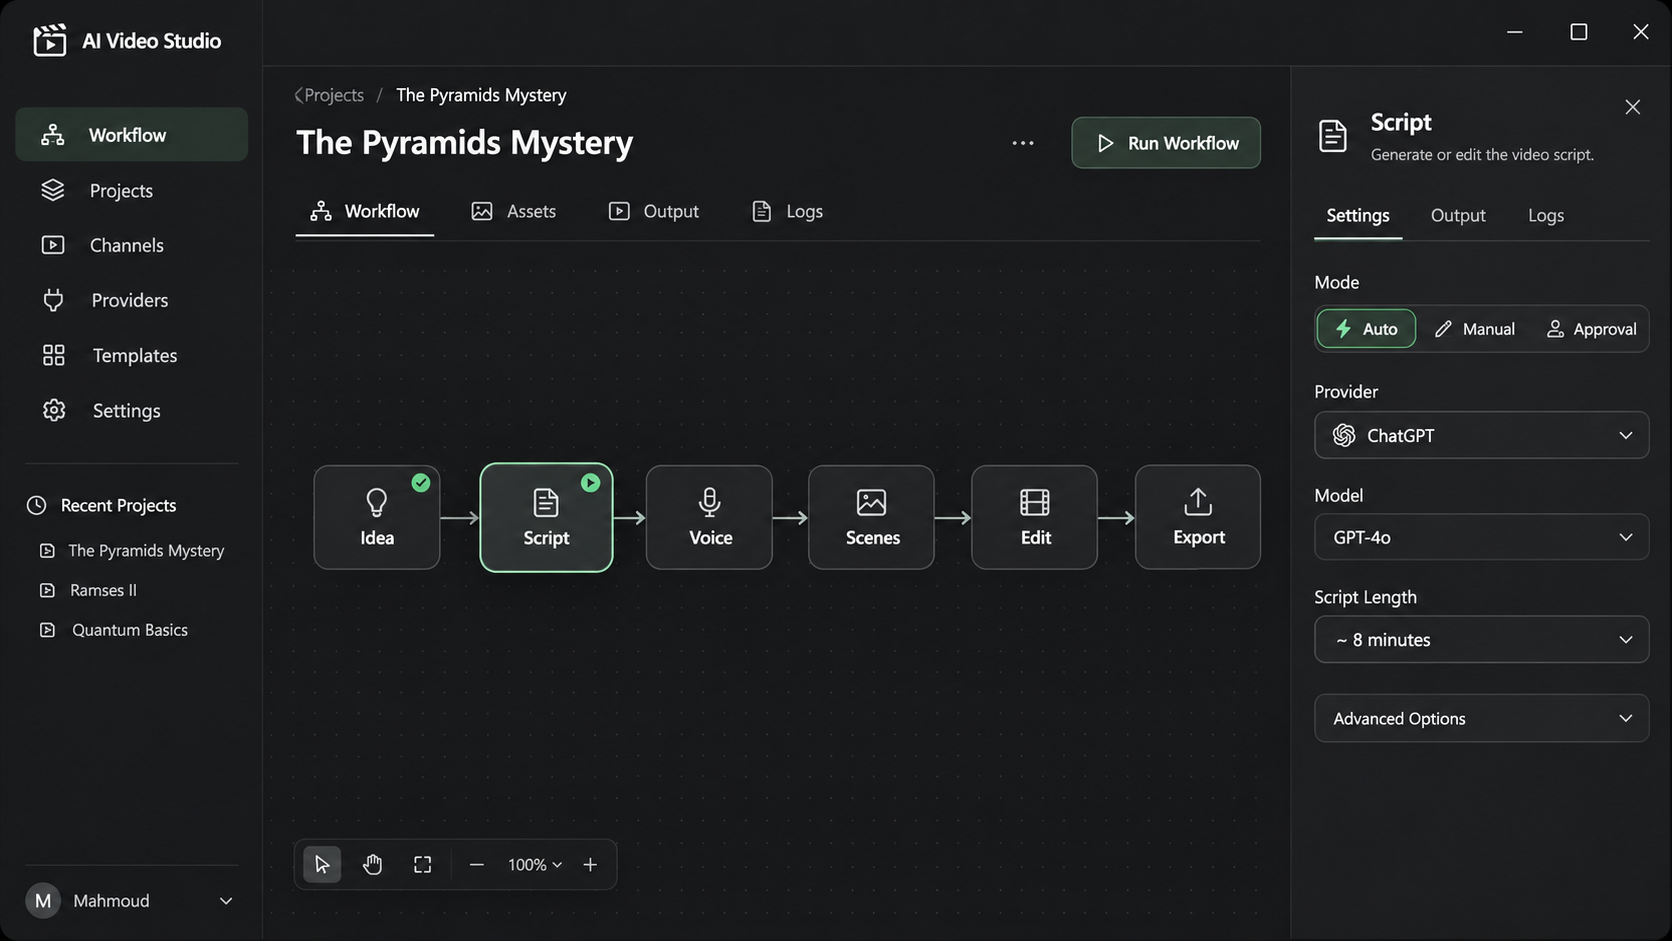 AI Video Studio
Workflow
Projects
Channels
Providers
Templates
Settings
Recent Projects
The Pyramids Mystery
Ramses II
Quantum Basics
M Mahmoud
Projects / The Pyramids Mystery
The Pyramids Mystery
Run Workflow
Workflow Assets Output Logs
Idea Script Voice Scenes Edit Export
100%
Script
Generate or edit the video script.
Settings Output Logs
Mode
Auto Manual Approval
Provider
ChatGPT
Model
GPT-4o
Script Length
~ 8 minutes
Advanced Options